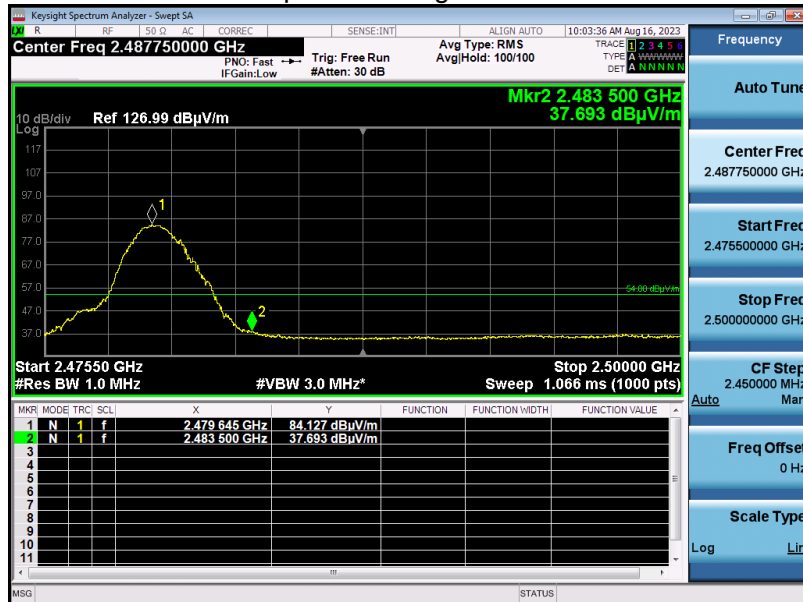 Keysight Spectrum Analyzer - Swept SA
LXI R RF 50 Ω AC CORREC SENSE:INT ALIGN AUTO 10:03:36 AM Aug 16, 2023
Center Freq 2.487750000 GHz
PNO: Fast
IFGain:Low
Trig: Free Run
#Atten: 30 dB
Avg Type: RMS
Avg|Hold: 100/100
TRACE 1 2 3 4 5 6
TYPE A WWWWW
DET A N N N N N
Mkr2 2.483 500 GHz
37.693 dBµV/m
10 dB/div Ref 126.99 dBµV/m
Log
117
107
97.0
87.0
77.0
67.0
57.0
47.0
37.0
1
2
54.00 dBµV/m
Start 2.47550 GHz Stop 2.50000 GHz
#Res BW 1.0 MHz #VBW 3.0 MHz* Sweep 1.066 ms (1000 pts)
MKR MODE TRC SCL X Y FUNCTION FUNCTION WIDTH FUNCTION VALUE
1 N 1 f 2.479 645 GHz 84.127 dBµV/m
2 N 1 f 2.483 500 GHz 37.693 dBµV/m
3
4
5
6
7
8
9
10
11
MSG STATUS
Frequency
Auto Tune
Center Freq
2.487750000 GHz
Start Freq
2.475500000 GHz
Stop Freq
2.500000000 GHz
CF Step
2.450000 MHz
Auto Man
Freq Offset
0 Hz
Scale Type
Log Lin